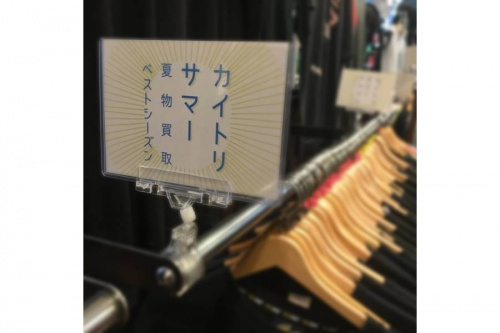 カイトリ
サマー
夏物買取
ベストシーズン